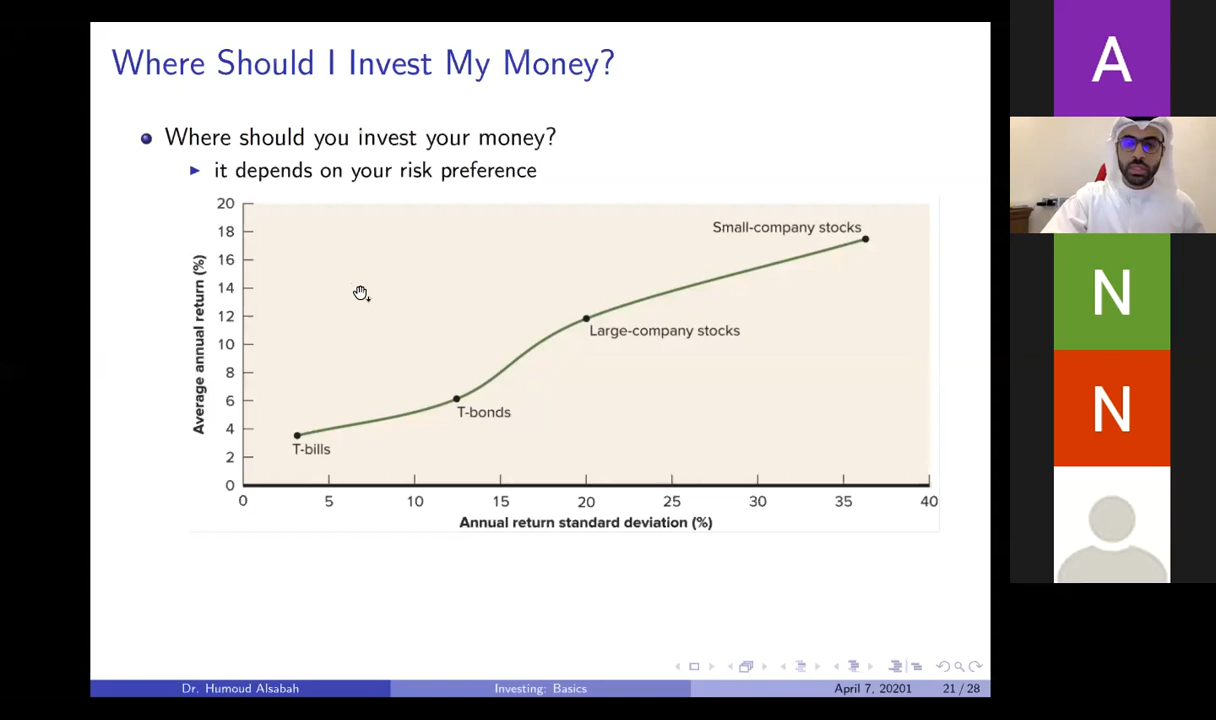 Where Should I Invest My Money?
Where should you invest your money?
it depends on your risk preference
20
18
16
14
12
10
8
6
4
2
0
Average annual return (%)
Small-company stocks
Large-company stocks
T-bonds
T-bills
0 5 10 15 20 25 30 35 40
Annual return standard deviation (%)
Dr. Humoud Alsabah Investing: Basics April 7, 20201 21 / 28
A
N
N